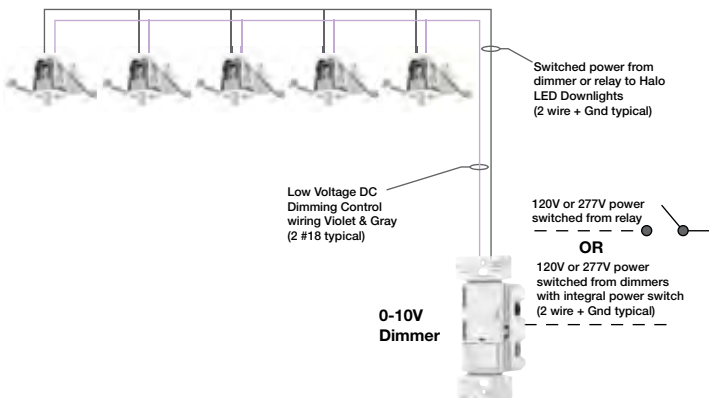 Switched power from
dimmer or relay to Halo
LED Downlights
(2 wire + Gnd typical)
Low Voltage DC
Dimming Control
wiring Violet & Gray
(2 #18 typical)
120V or 277V power
switched from relay
OR
120V or 277V power
switched from dimmers
with integral power switch
(2 wire + Gnd typical)
0-10V
Dimmer